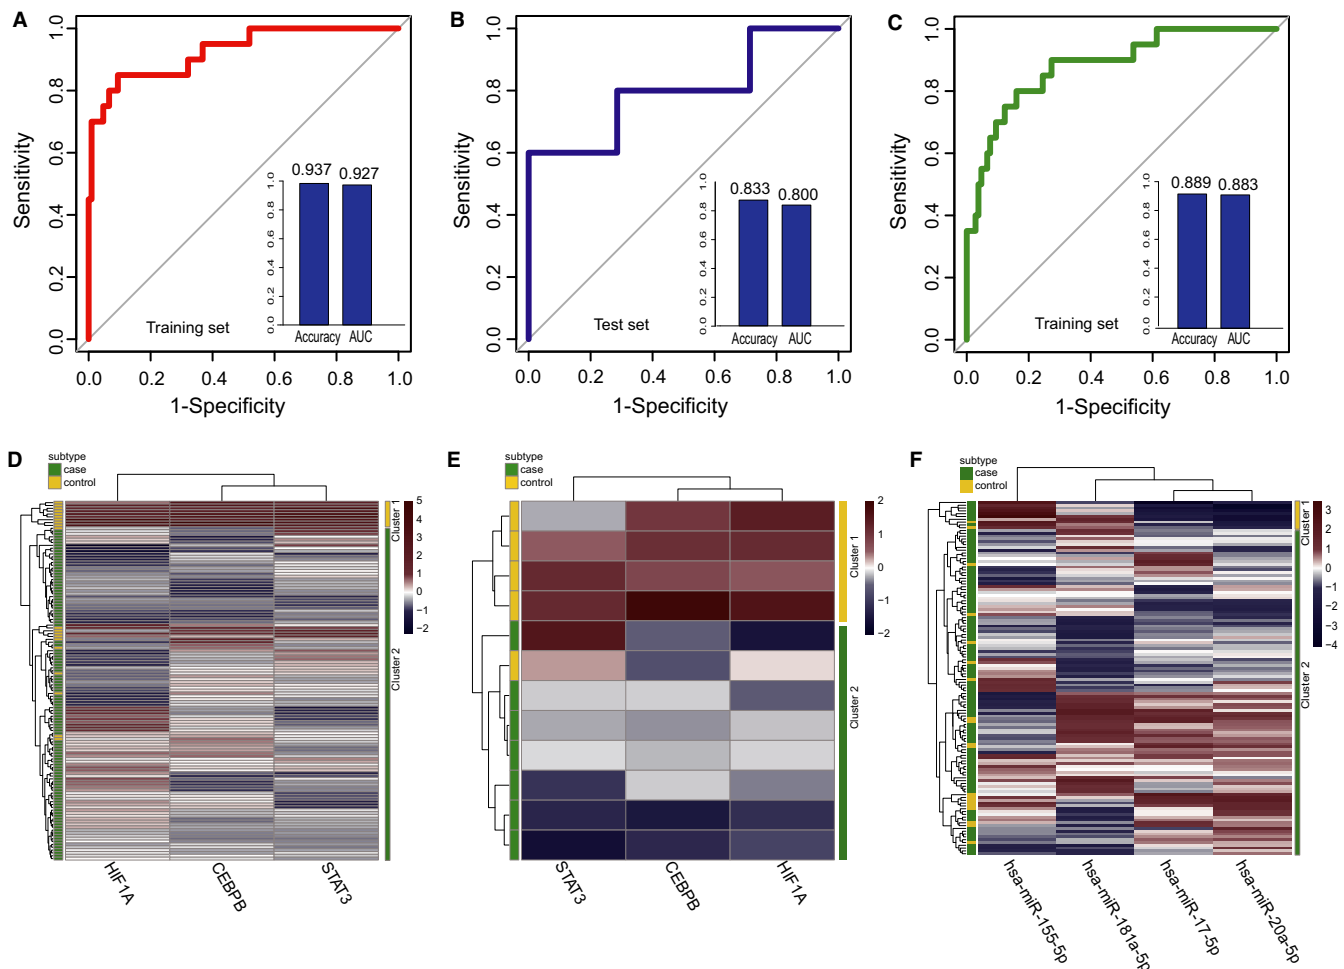 A
Sensitivity
1.0
0.8
0.6
0.4
0.2
0.0
0.937
0.927
1.0
0.8
0.6
0.4
0.2
0.0
Accuracy AUC
Training set
0.0 0.2 0.4 0.6 0.8 1.0
1-Specificity
B
Sensitivity
1.0
0.8
0.6
0.4
0.2
0.0
0.833
0.800
1.0
0.8
0.6
0.4
0.2
0.0
Accuracy AUC
Test set
0.0 0.2 0.4 0.6 0.8 1.0
1-Specificity
C
Sensitivity
1.0
0.8
0.6
0.4
0.2
0.0
0.889
0.883
1.0
0.8
0.6
0.4
0.2
0.0
Accuracy AUC
Training set
0.0 0.2 0.4 0.6 0.8 1.0
1-Specificity
D
subtype
case
control
5
4
3
2
1
0
−1
−2
Cluster 1
Cluster 2
HIF1A
CEBPB
STAT3
E
subtype
case
control
2
1
0
−1
−2
Cluster 1
Cluster 2
STAT3
CEBPB
HIF1A
F
subtype
case
control
3
2
1
0
−1
−2
−3
−4
Cluster 1
Cluster 2
hsa-miR-155-5p
hsa-miR-181a-5p
hsa-miR-17-5p
hsa-miR-20a-5p